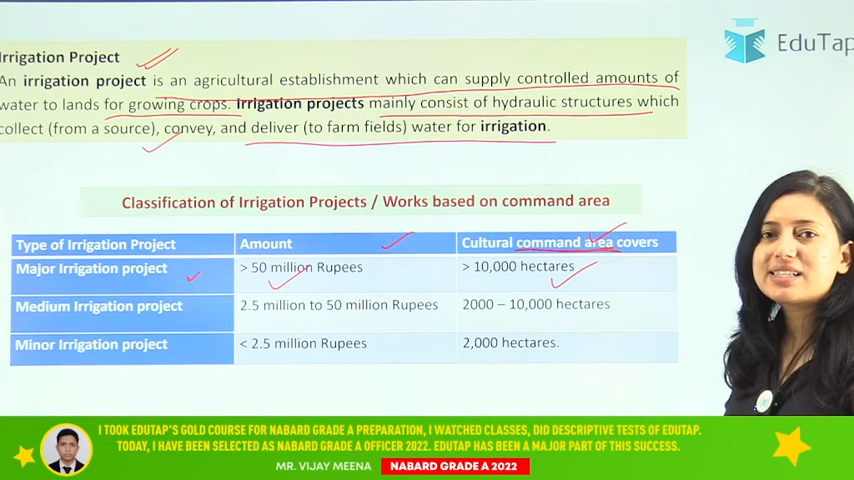 Irrigation Project
An irrigation project is an agricultural establishment which can supply controlled amounts of
water to lands for growing crops. Irrigation projects mainly consist of hydraulic structures which
collect (from a source), convey, and deliver (to farm fields) water for irrigation.
EduTap
Classification of Irrigation Projects / Works based on command area
Type of Irrigation Project Amount Cultural command area covers
Major Irrigation project > 50 million Rupees > 10,000 hectares
Medium Irrigation project 2.5 million to 50 million Rupees 2000 – 10,000 hectares
Minor Irrigation project < 2.5 million Rupees 2,000 hectares.
I TOOK EDUTAP'S GOLD COURSE FOR NABARD GRADE A PREPARATION, I WATCHED CLASSES, DID DESCRIPTIVE TESTS OF EDUTAP.
TODAY, I HAVE BEEN SELECTED AS NABARD GRADE A OFFICER 2022. EDUTAP HAS BEEN A MAJOR PART OF THIS SUCCESS.
MR. VIJAY MEENA NABARD GRADE A 2022